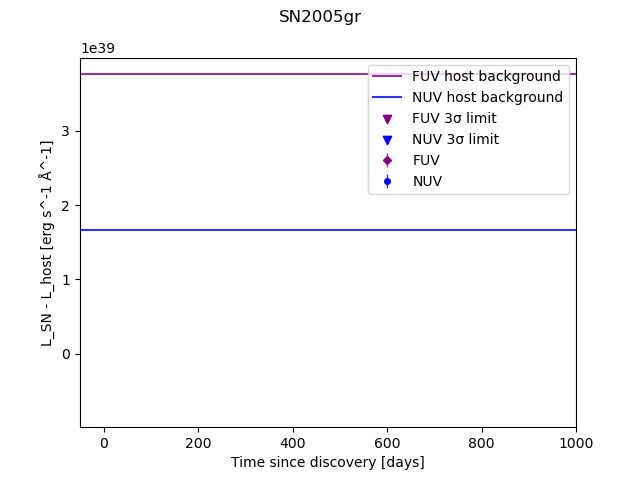 SN2005gr
1e39
FUV host background
NUV host background
FUV 3σ limit
NUV 3σ limit
FUV
NUV
3
2
1
0
L_SN - L_host [erg s^-1 Å^-1]
0 200 400 600 800 1000
Time since discovery [days]